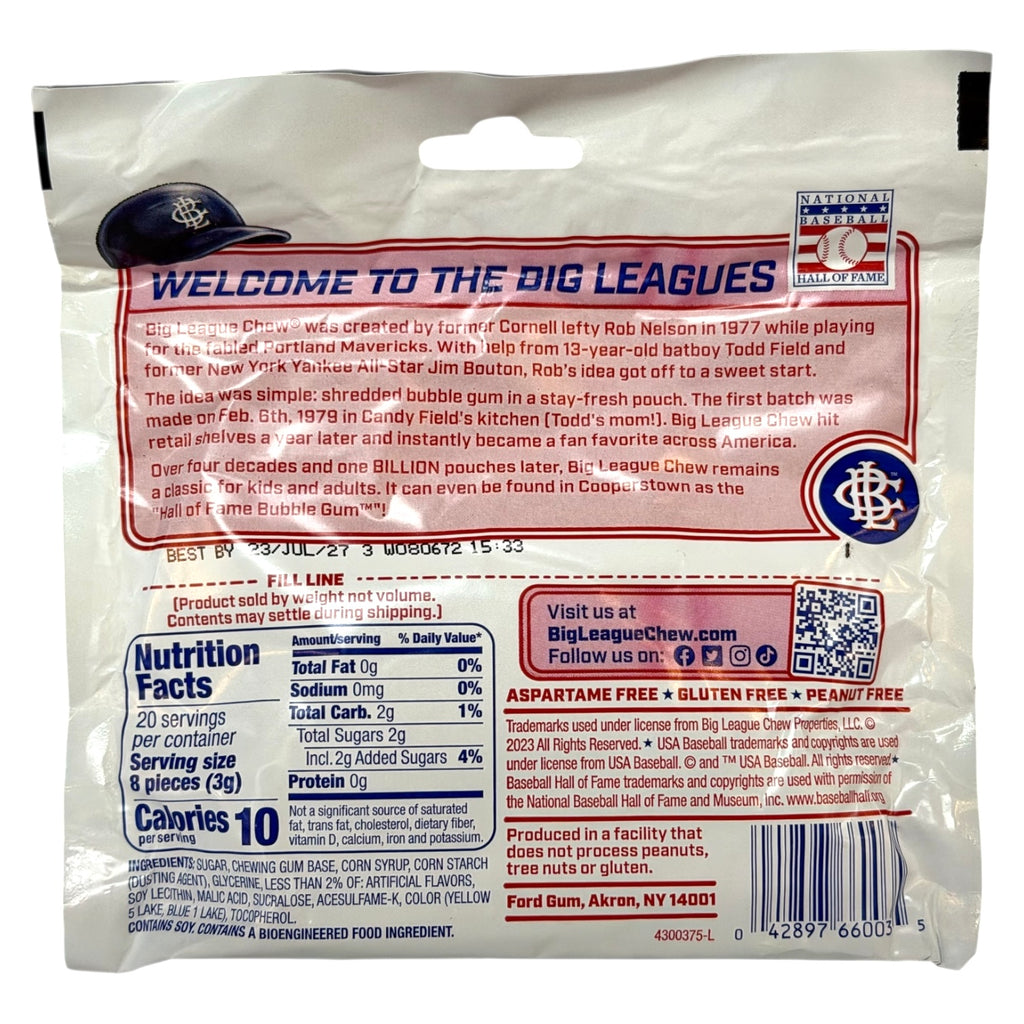 NATIONAL
BASEBALL
HALL OF FAME
WELCOME TO THE BIG LEAGUES
Big League Chew® was created by former Cornell lefty Rob Nelson in 1977 while playing
for the fabled Portland Mavericks. With help from 13-year-old batboy Todd Field and
former New York Yankee All-Star Jim Bouton, Rob's idea got off to a sweet start.
The idea was simple: shredded bubble gum in a stay-fresh pouch. The first batch was
made on Feb. 6th, 1979 in Candy Field's kitchen (Todd's mom!). Big League Chew hit
retail shelves a year later and instantly became a fan favorite across America.
Over four decades and one BILLION pouches later, Big League Chew remains
a classic for kids and adults. It can even be found in Cooperstown as the
"Hall of Fame Bubble Gum™"!
BEST BY 23/JUL/27 3 W080672 15:33
FILL LINE
(Product sold by weight not volume.
Contents may settle during shipping.)
Nutrition
Facts
20 servings
per container
Serving size
8 pieces (3g)
Calories 10
per serving
Amount/serving % Daily Value*
Total Fat 0g 0%
Sodium 0mg 0%
Total Carb. 2g 1%
Total Sugars 2g
Incl. 2g Added Sugars 4%
Protein 0g
Not a significant source of saturated
fat, trans fat, cholesterol, dietary fiber,
vitamin D, calcium, iron and potassium.
INGREDIENTS: SUGAR, CHEWING GUM BASE, CORN SYRUP, CORN STARCH
(DUSTING AGENT), GLYCERINE, LESS THAN 2% OF: ARTIFICIAL FLAVORS,
SOY LECITHIN, MALIC ACID, SUCRALOSE, ACESULFAME-K, COLOR (YELLOW
5 LAKE, BLUE 1 LAKE), TOCOPHEROL.
CONTAINS SOY. CONTAINS A BIOENGINEERED FOOD INGREDIENT.
Visit us at
BigLeagueChew.com
Follow us on:
ASPARTAME FREE ★ GLUTEN FREE ★ PEANUT FREE
Trademarks used under license from Big League Chew Properties, LLC. ©
2023 All Rights Reserved. ★ USA Baseball trademarks and copyrights are used
under license from USA Baseball. © and ™ USA Baseball. All rights reserved ★
Baseball Hall of Fame trademarks and copyrights are used with permission of
the National Baseball Hall of Fame and Museum, Inc. www.baseballhall.org
Produced in a facility that
does not process peanuts,
tree nuts or gluten.
Ford Gum, Akron, NY 14001
4300375-L
0 42897 66003 5